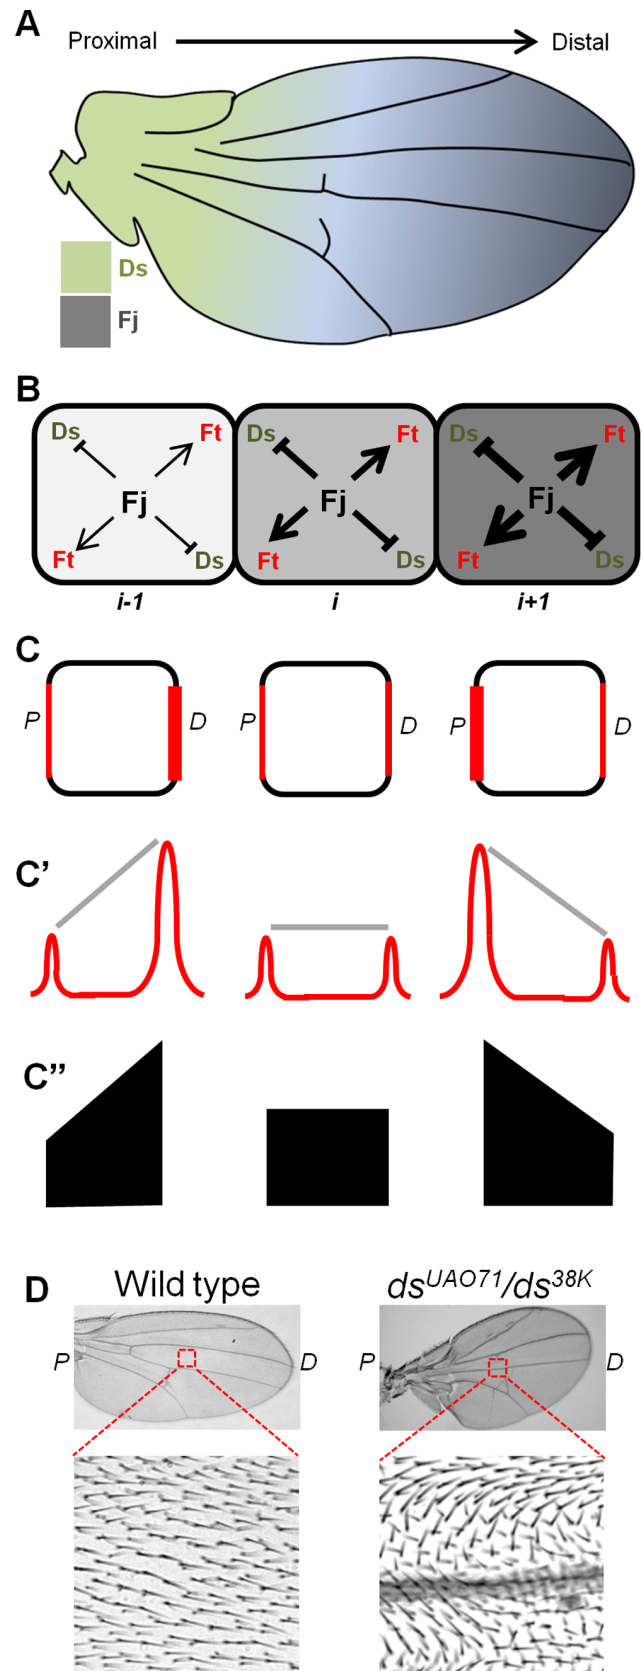 A
Proximal Distal
Ds
Fj
B
Ds Ft Ds Ft Ds Ft
Fj Fj Fj
Ft Ds Ft Ds Ft Ds
i-1 i i+1
C
P D P D P D
C’
C”
D
Wild type ds^UAO71/ds^38K
P D P D